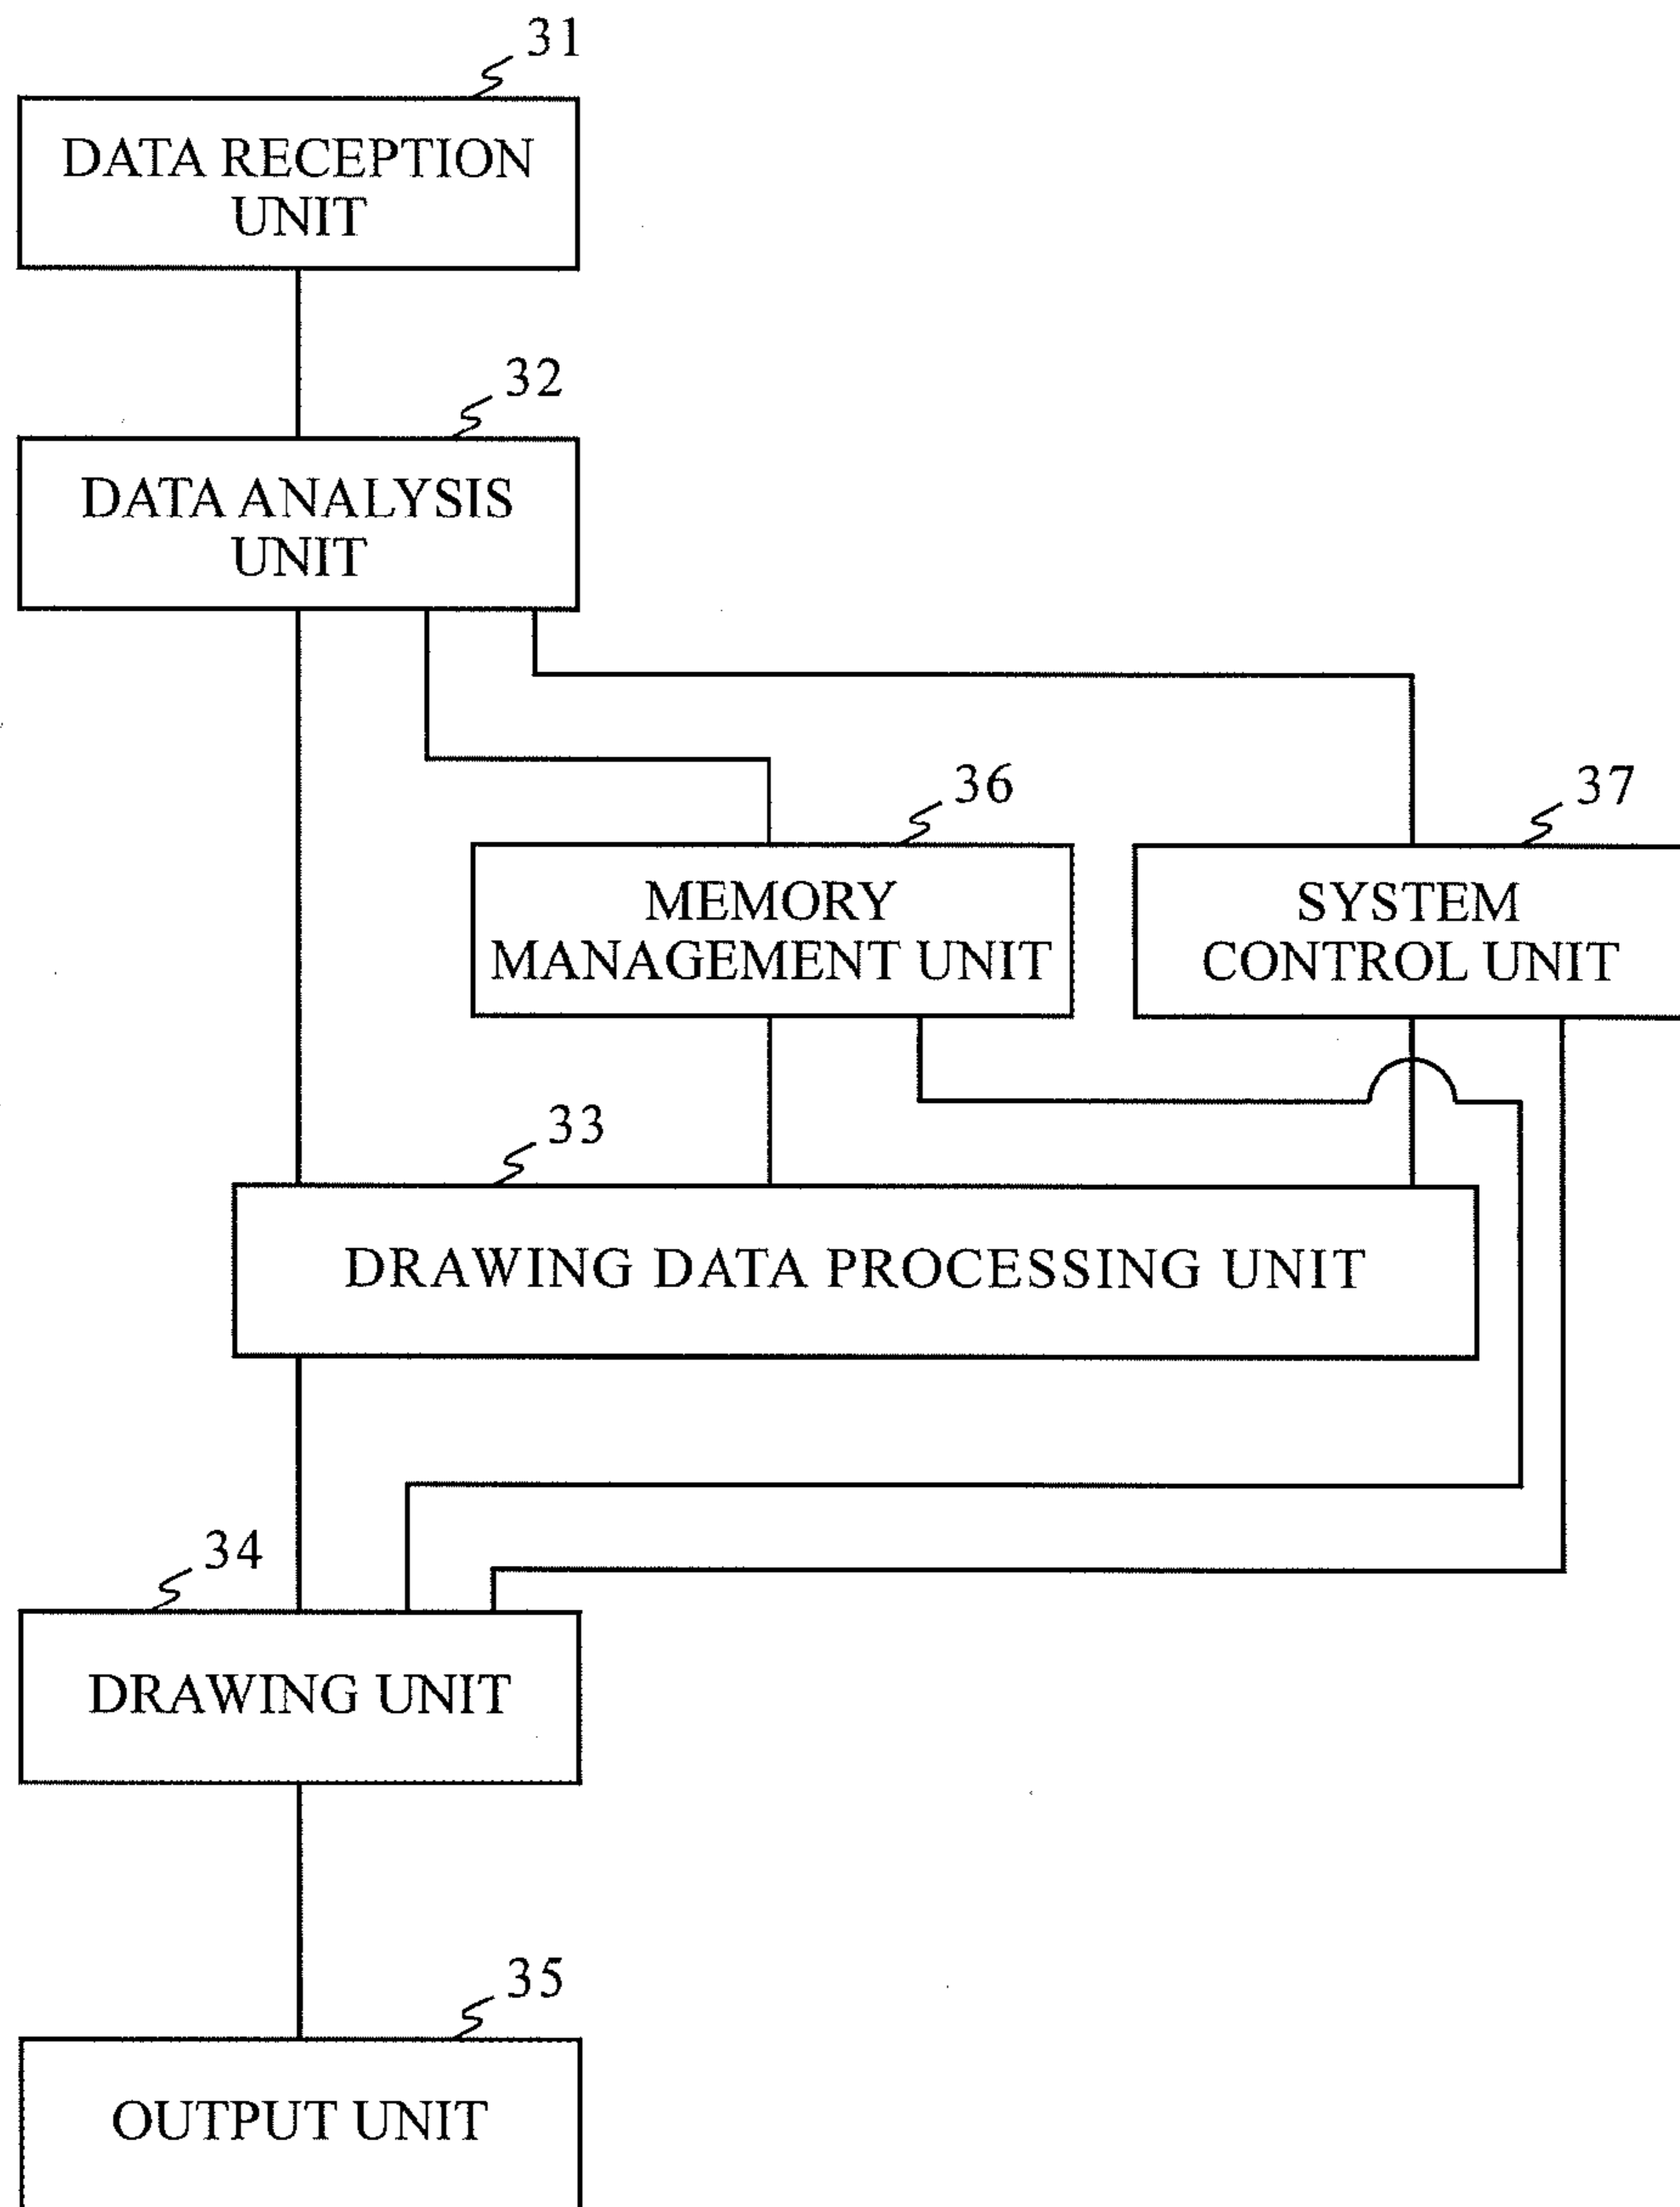 31
DATA RECEPTION
UNIT
32
DATA ANALYSIS
UNIT
36
MEMORY
MANAGEMENT UNIT
37
SYSTEM
CONTROL UNIT
33
DRAWING DATA PROCESSING UNIT
34
DRAWING UNIT
35
OUTPUT UNIT